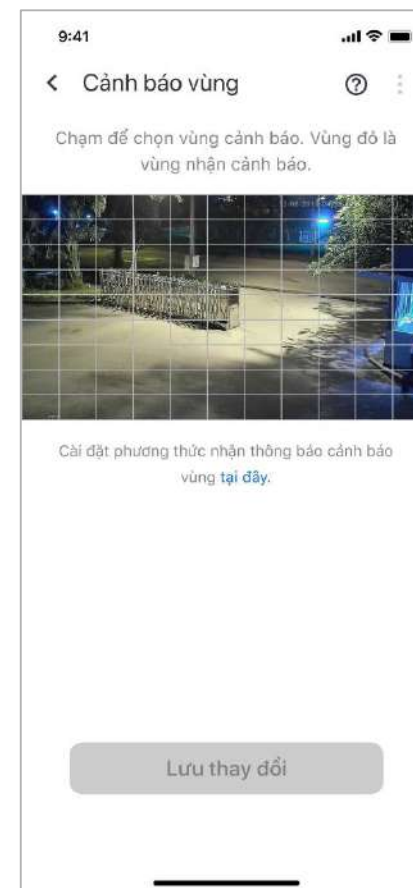 9:41
Cảnh báo vùng
Chạm để chọn vùng cảnh báo. Vùng đỏ là
vùng nhận cảnh báo.
Cài đặt phương thức nhận thông báo cảnh báo
vùng tại đây.
Lưu thay đổi